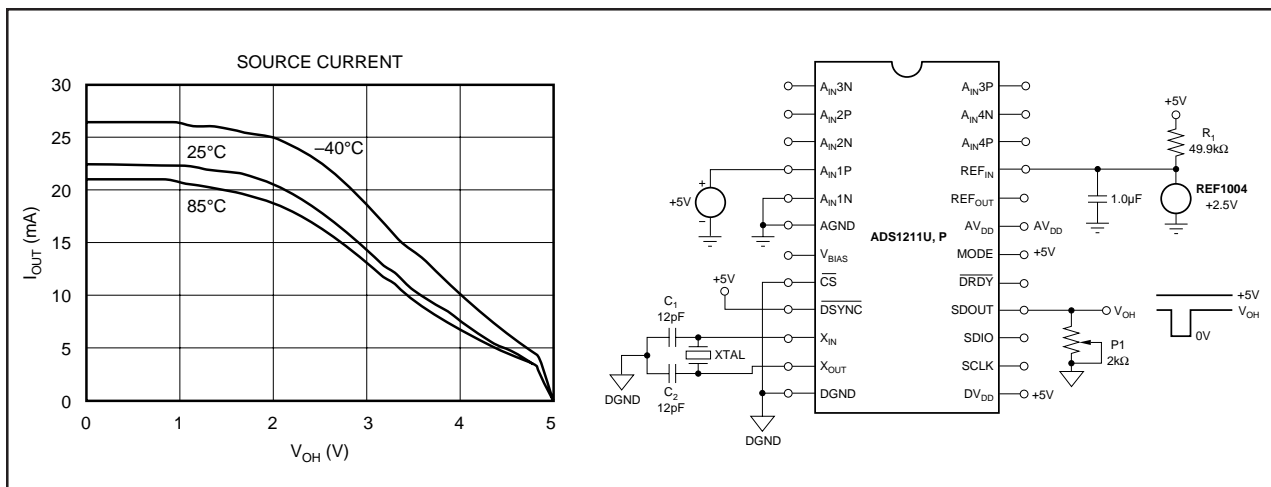 SOURCE CURRENT
30
25
20
15
10
5
0
I_OUT (mA)
–40°C
25°C
85°C
0 1 2 3 4 5
V_OH (V)
A_IN3N
A_IN2P
A_IN2N
A_IN1P
A_IN1N
AGND
V_BIAS
C̅S̅
D̅S̅Y̅N̅C̅
X_IN
X_OUT
DGND
ADS1211U, P
A_IN3P
A_IN4N
A_IN4P
REF_IN
REF_OUT
AV_DD
MODE
D̅R̅D̅Y̅
SDOUT
SDIO
SCLK
DV_DD
+
+5V
–
+5V
C_1
12pF
XTAL
C_2
12pF
DGND
DGND
+5V
R_1
49.9kΩ
1.0µF
REF1004
+2.5V
AV_DD
+5V
V_OH
P1
2kΩ
+5V
+5V
V_OH
0V